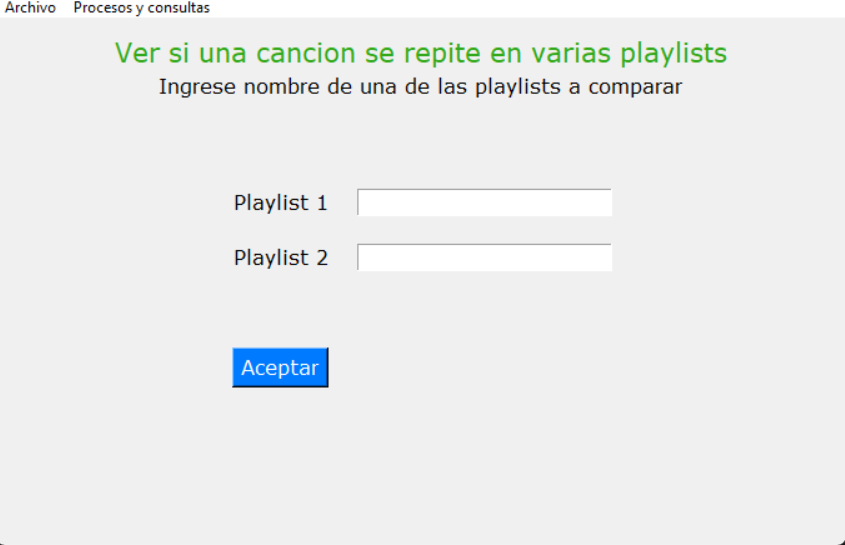 Archivo Procesos y consultas
Ver si una cancion se repite en varias playlists
Ingrese nombre de una de las playlists a comparar
Playlist 1
Playlist 2
Aceptar